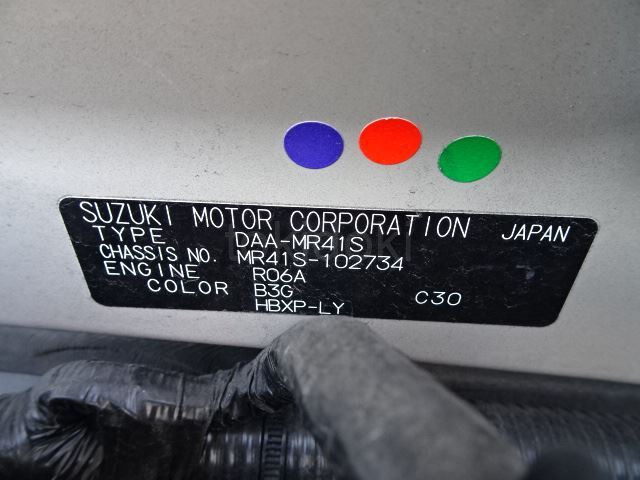 SUZUKI MOTOR CORPORATION JAPAN
TYPE DAA-MR41S
CHASSIS NO. MR41S-102734
ENGINE R06A
COLOR B3G C30
HBXP-LY